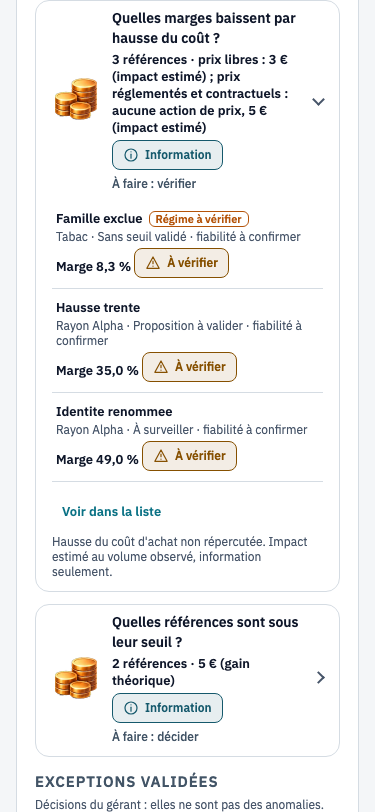 Quelles marges baissent par
hausse du coût ?
3 références · prix libres : 3 €
(impact estimé) ; prix
réglementés et contractuels :
aucune action de prix, 5 €
(impact estimé)
Information
À faire : vérifier
Famille exclue Régime à vérifier
Tabac · Sans seuil validé · fiabilité à confirmer
Marge 8,3 % À vérifier
Hausse trente
Rayon Alpha · Proposition à valider · fiabilité à
confirmer
Marge 35,0 % À vérifier
Identite renommee
Rayon Alpha · À surveiller · fiabilité à confirmer
Marge 49,0 % À vérifier
Voir dans la liste
Hausse du coût d'achat non répercutée. Impact
estimé au volume observé, information
seulement.
Quelles références sont sous
leur seuil ?
2 références · 5 € (gain
théorique)
Information
À faire : décider
EXCEPTIONS VALIDÉES
Décisions du gérant : elles ne sont pas des anomalies.